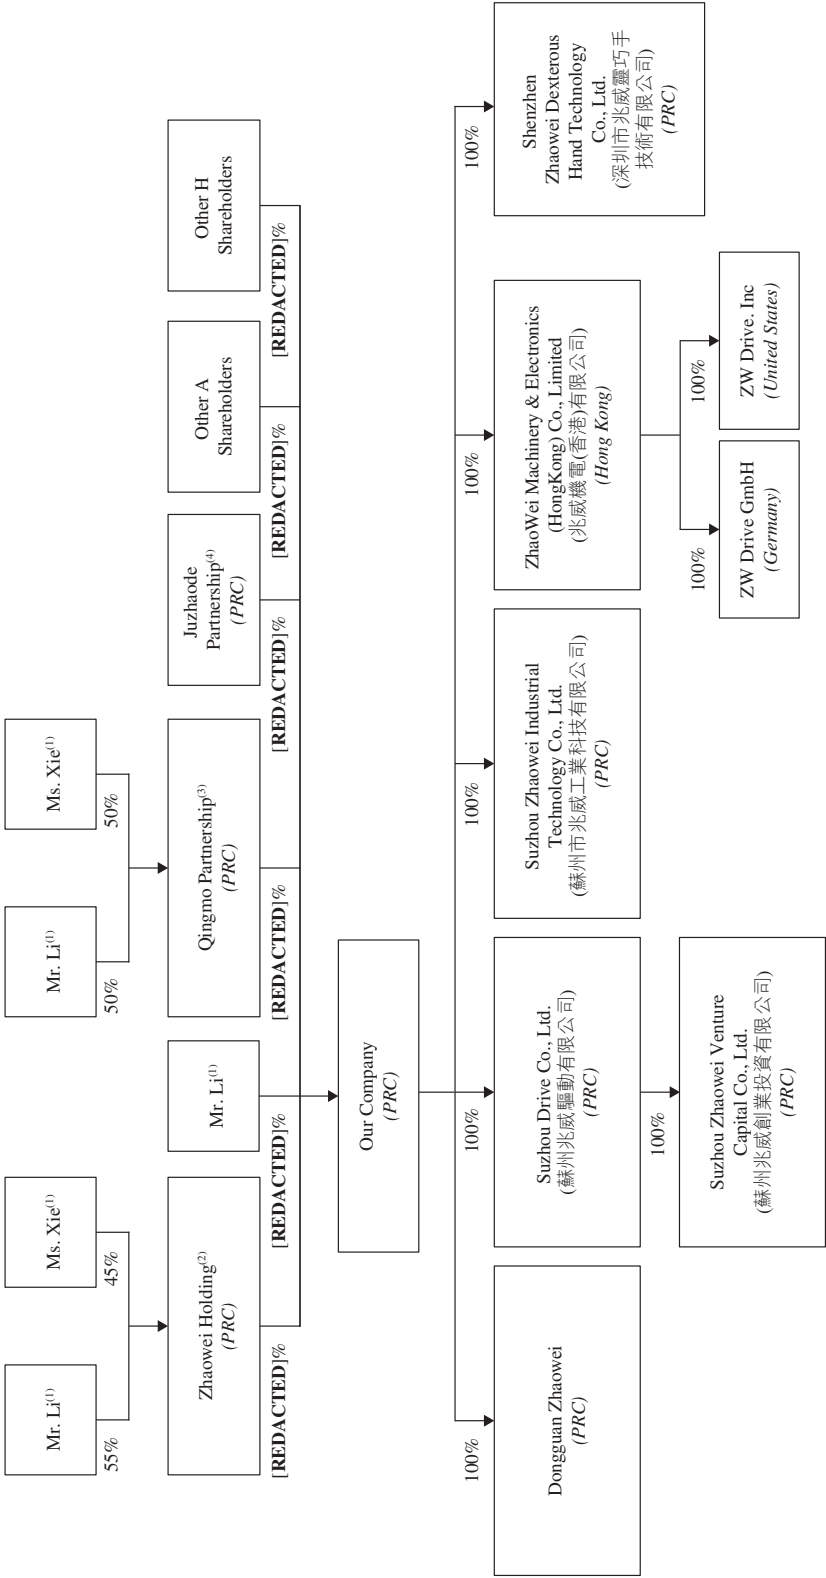 Mr. Li(1)
Ms. Xie(1)
Mr. Li(1)
Ms. Xie(1)
55%
45%
50%
50%
Zhaowei Holding(2)
(PRC)
Mr. Li(1)
Qingmo Partnership(3)
(PRC)
Juzhaode
Partnership(4)
(PRC)
Other A
Shareholders
Other H
Shareholders
[REDACTED]%
[REDACTED]%
[REDACTED]%
[REDACTED]%
[REDACTED]%
[REDACTED]%
Our Company
(PRC)
100%
100%
100%
100%
100%
Dongguan Zhaowei
(PRC)
Suzhou Drive Co., Ltd.
(蘇州兆威驅動有限公司)
(PRC)
Suzhou Zhaowei Industrial
Technology Co., Ltd.
(蘇州市兆威工業科技有限公司)
(PRC)
ZhaoWei Machinery & Electronics
(HongKong) Co., Limited
(兆威機電(香港)有限公司)
(Hong Kong)
Shenzhen
Zhaowei Dexterous
Hand Technology
Co., Ltd.
(深圳市兆威靈巧手
技術有限公司)
(PRC)
100%
100%
100%
Suzhou Zhaowei Venture
Capital Co., Ltd.
(蘇州兆威創業投資有限公司)
(PRC)
ZW Drive GmbH
(Germany)
ZW Drive. Inc
(United States)